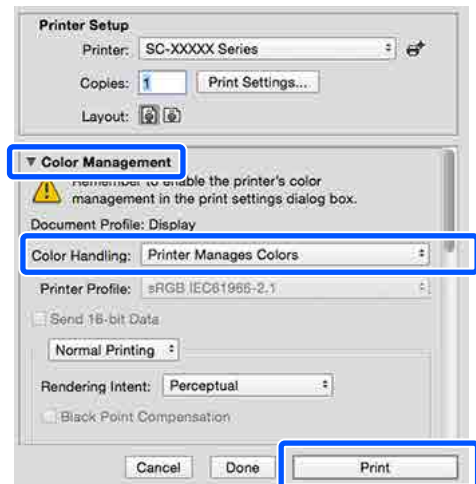 Printer Setup
Printer: SC-XXXXX Series
Copies: 1 Print Settings...
Layout:
▼ Color Management
Remember to enable the printer's color
management in the print settings dialog box.
Document Profile: Display
Color Handling: Printer Manages Colors
Printer Profile: sRGB IEC61966-2.1
Send 16-bit Data
Normal Printing
Rendering Intent: Perceptual
Black Point Compensation
Cancel Done Print